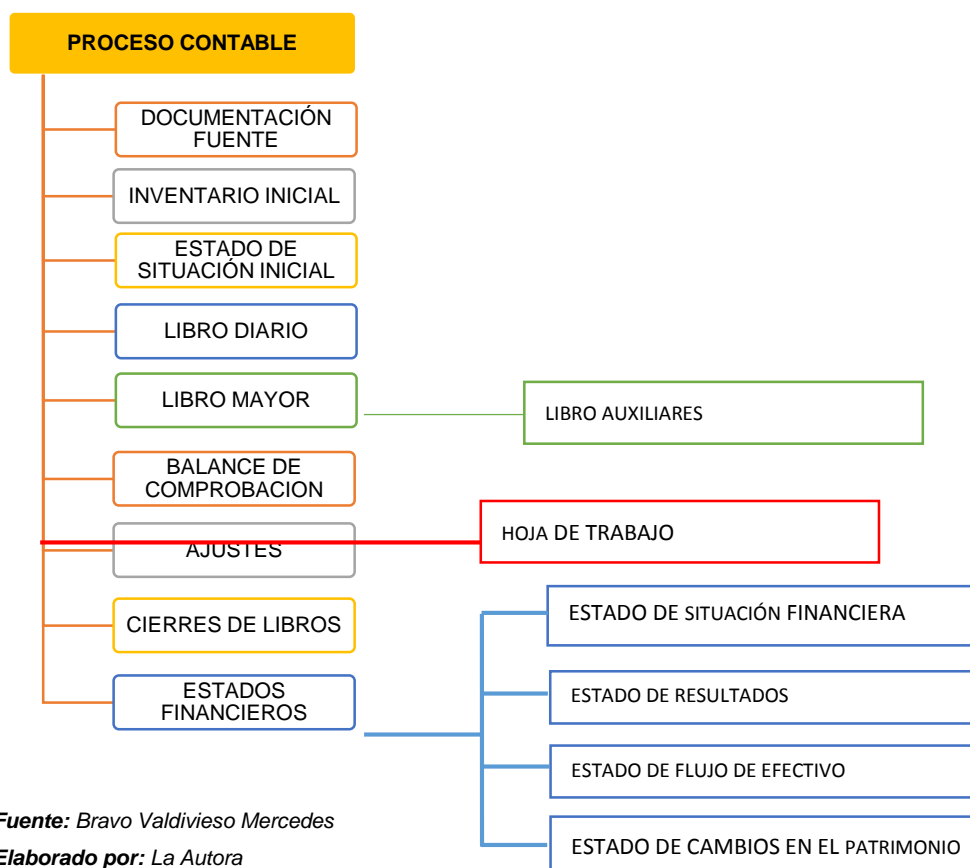 PROCESO CONTABLE
DOCUMENTACIÓN
FUENTE
INVENTARIO INICIAL
ESTADO DE
SITUACIÓN INICIAL
LIBRO DIARIO
LIBRO MAYOR
LIBRO AUXILIARES
BALANCE DE
COMPROBACION
HOJA DE TRABAJO
AJUSTES
CIERRES DE LIBROS
ESTADOS
FINANCIEROS
ESTADO DE SITUACIÓN FINANCIERA
ESTADO DE RESULTADOS
ESTADO DE FLUJO DE EFECTIVO
ESTADO DE CAMBIOS EN EL PATRIMONIO
Fuente: Bravo Valdivieso Mercedes
Elaborado por: La Autora